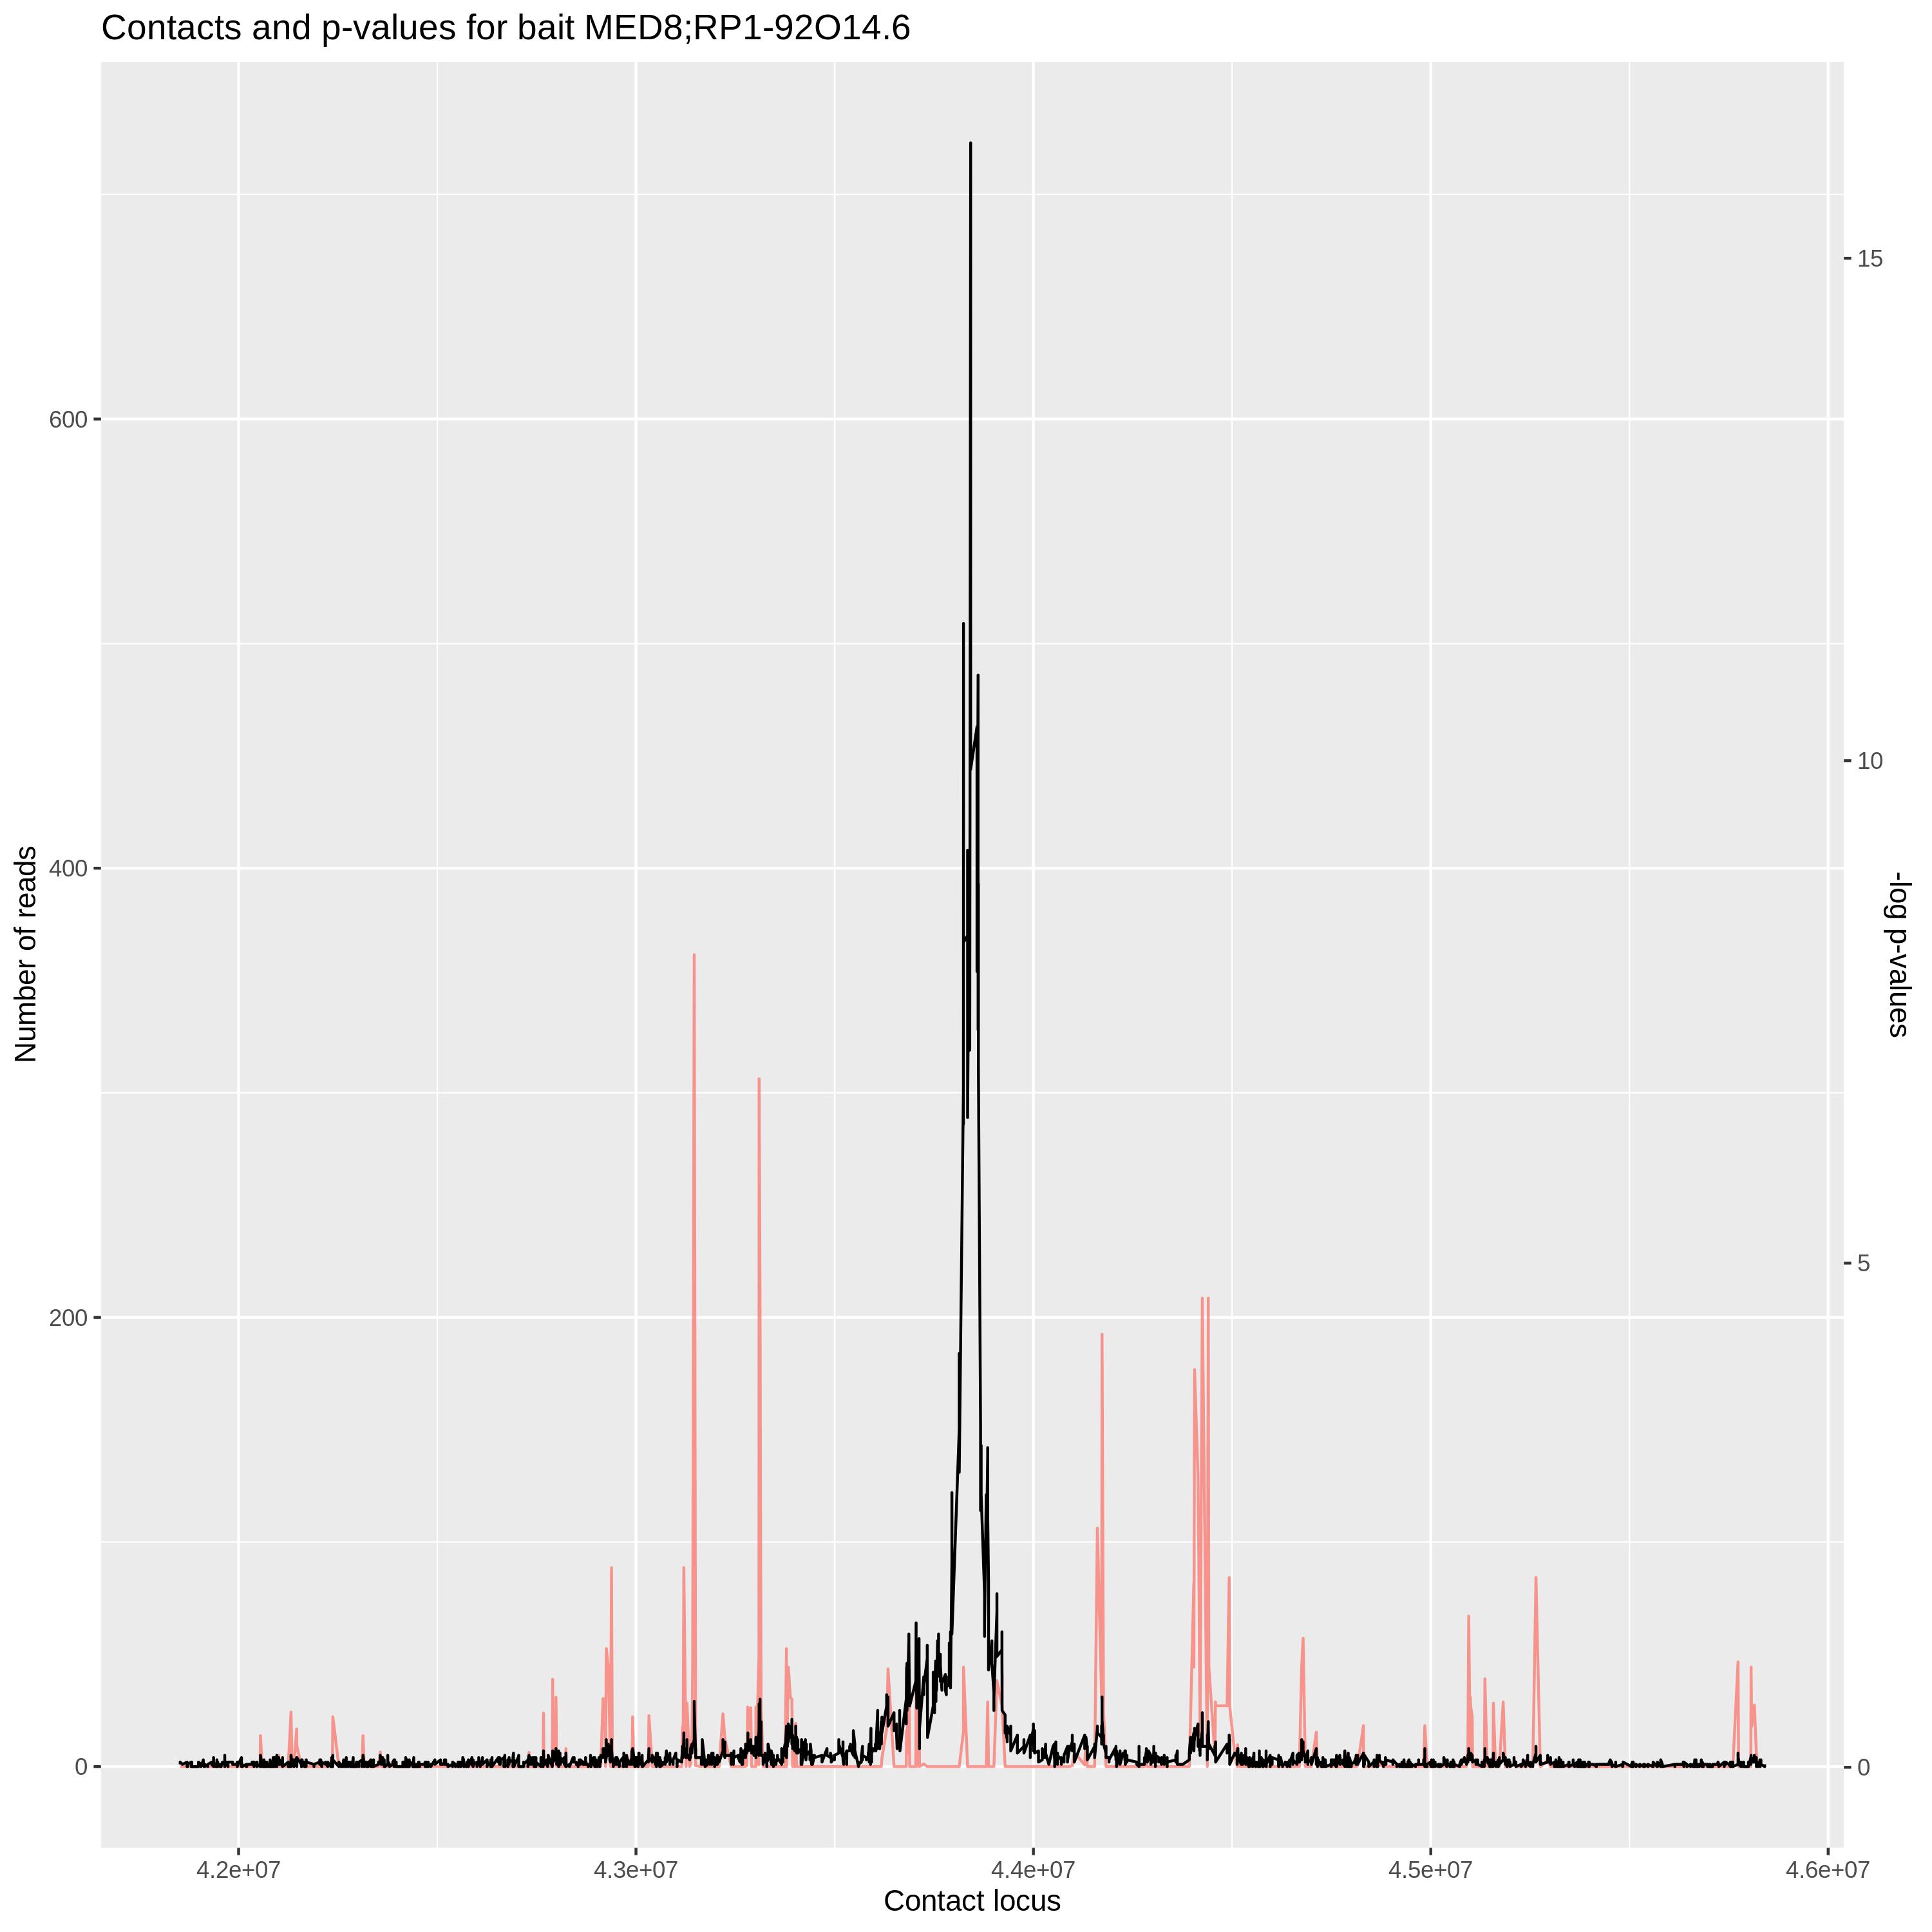 Contacts and p-values for bait MED8;RP1-92O14.6
Number of reads
600
400
200
0
15
10
5
0
-log p-values
4.2e+07
4.3e+07
4.4e+07
4.5e+07
4.6e+07
Contact locus